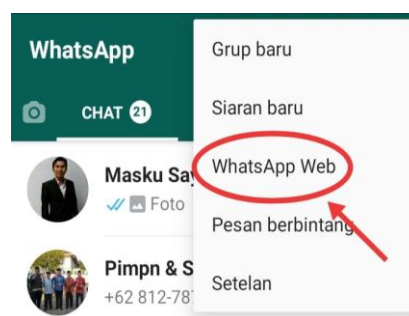 WhatsApp
Grup baru
CHAT 21
Siaran baru
WhatsApp Web
Masku Say
Foto
Pesan berbintang
Pimpn & S
Setelan
+62 812-787